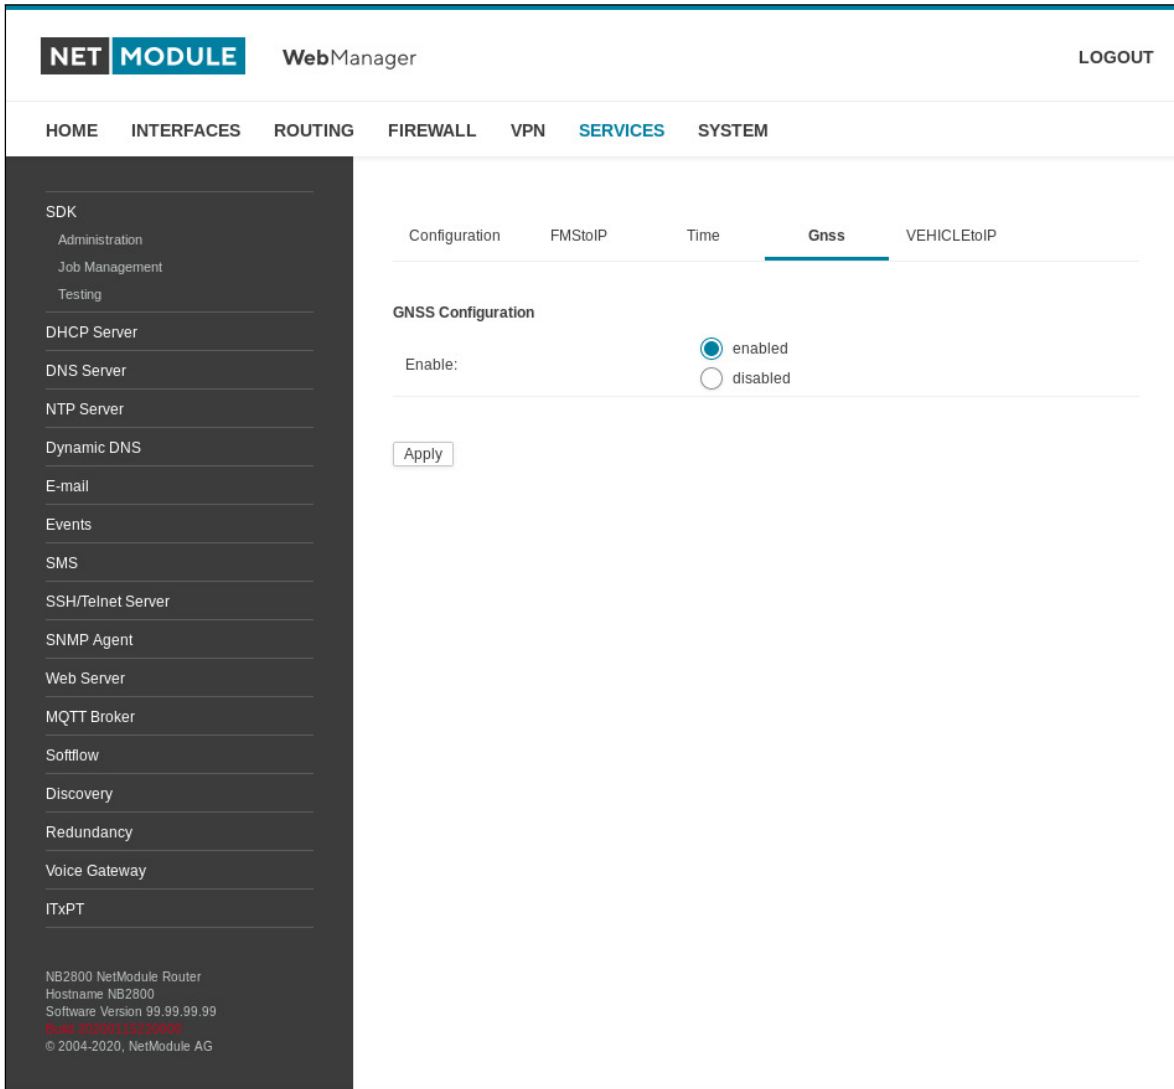 NET MODULE WebManager LOGOUT
HOME INTERFACES ROUTING FIREWALL VPN SERVICES SYSTEM
SDK
Administration
Job Management
Testing
DHCP Server
DNS Server
NTP Server
Dynamic DNS
E-mail
Events
SMS
SSH/Telnet Server
SNMP Agent
Web Server
MQTT Broker
Softflow
Discovery
Redundancy
Voice Gateway
ITxPT
NB2800 NetModule Router
Hostname NB2800
Software Version 99.99.99.99
Build
© 2004-2020, NetModule AG
Configuration FMStoIP Time Gnss VEHICLEtoIP
GNSS Configuration
Enable:
enabled
disabled
Apply